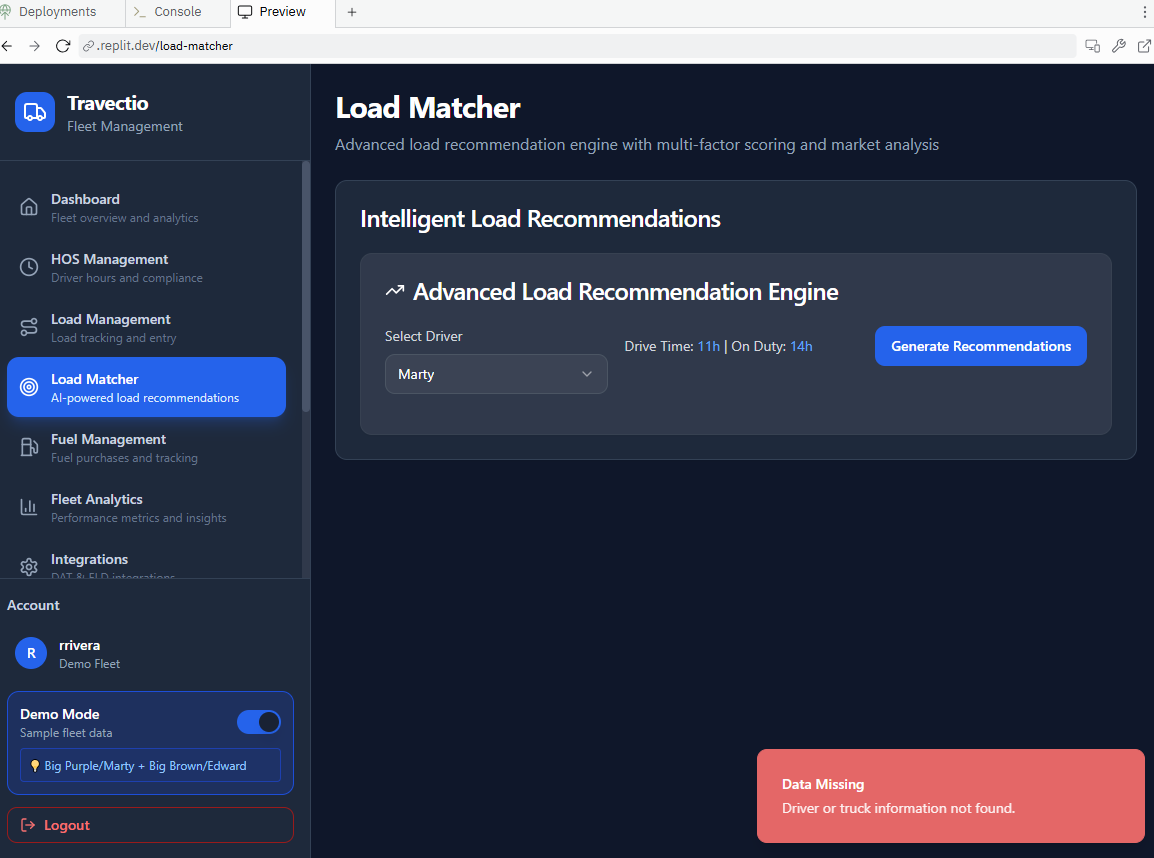 Deployments
Console
Preview
.replit.dev/load-matcher
Travectio
Fleet Management
Dashboard
Fleet overview and analytics
HOS Management
Driver hours and compliance
Load Management
Load tracking and entry
Load Matcher
AI-powered load recommendations
Fuel Management
Fuel purchases and tracking
Fleet Analytics
Performance metrics and insights
Integrations
DAT & ELD integrations
Account
R
rrivera
Demo Fleet
Demo Mode
Sample fleet data
Big Purple/Marty + Big Brown/Edward
Logout
Load Matcher
Advanced load recommendation engine with multi-factor scoring and market analysis
Intelligent Load Recommendations
Advanced Load Recommendation Engine
Select Driver
Marty
Drive Time: 11h | On Duty: 14h
Generate Recommendations
Data Missing
Driver or truck information not found.